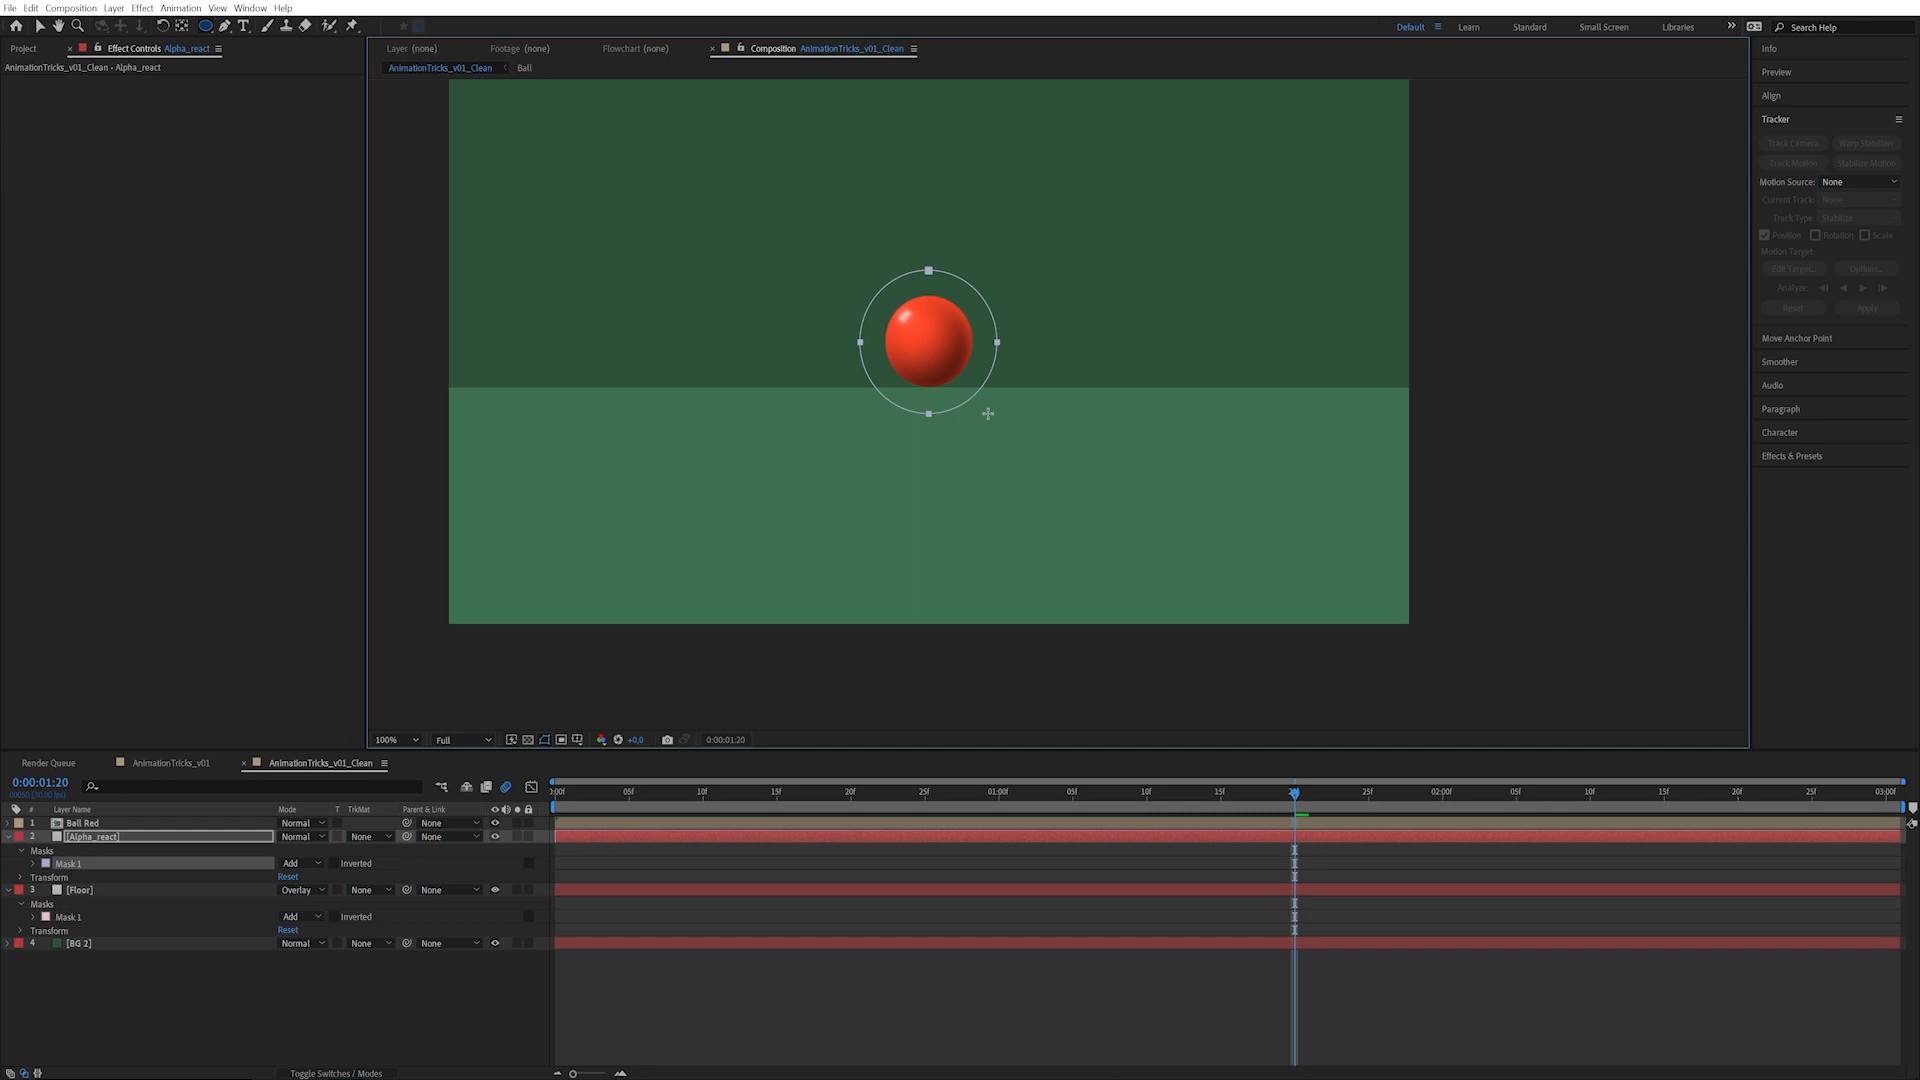 File Edit Composition Layer Effect Animation View Window Help
Default Learn Standard Small Screen Libraries » Search Help
Project × Effect Controls Alpha_react
Layer (none) Footage (none) Flowchart (none) × Composition AnimationTricks_v01_Clean
Info
AnimationTricks_v01_Clean • Alpha_react
AnimationTricks_v01_Clean < Ball
Preview
Align
Tracker
Track Camera Warp Stabilizer
Track Motion Stabilize Motion
Motion Source: None
Current Track: None
Track Type: Stabilize
Position Rotation Scale
Motion Target:
Edit Target... Options...
Analyze:
Reset Apply
Move Anchor Point
Smoother
Audio
Paragraph
Character
Effects & Presets
100% Full +0,0 0:00:01:20
Render Queue AnimationTricks_v01 × AnimationTricks_v01_Clean
0:00:01:20
00050 (30.00 fps)
:00f 05f 10f 15f 20f 25f 01:00f 05f 10f 15f 25f 02:00f 05f 10f 15f 20f 25f 03:00f
# Layer Name Mode T TrkMat Parent & Link
1 Ball Red Normal None
2 [Alpha_react] Normal None None
Masks
Mask 1 Add Inverted
Transform Reset
3 [Floor] Overlay None None
Masks
Mask 1 Add Inverted
Transform Reset
4 [BG 2] Normal None None
Toggle Switches / Modes